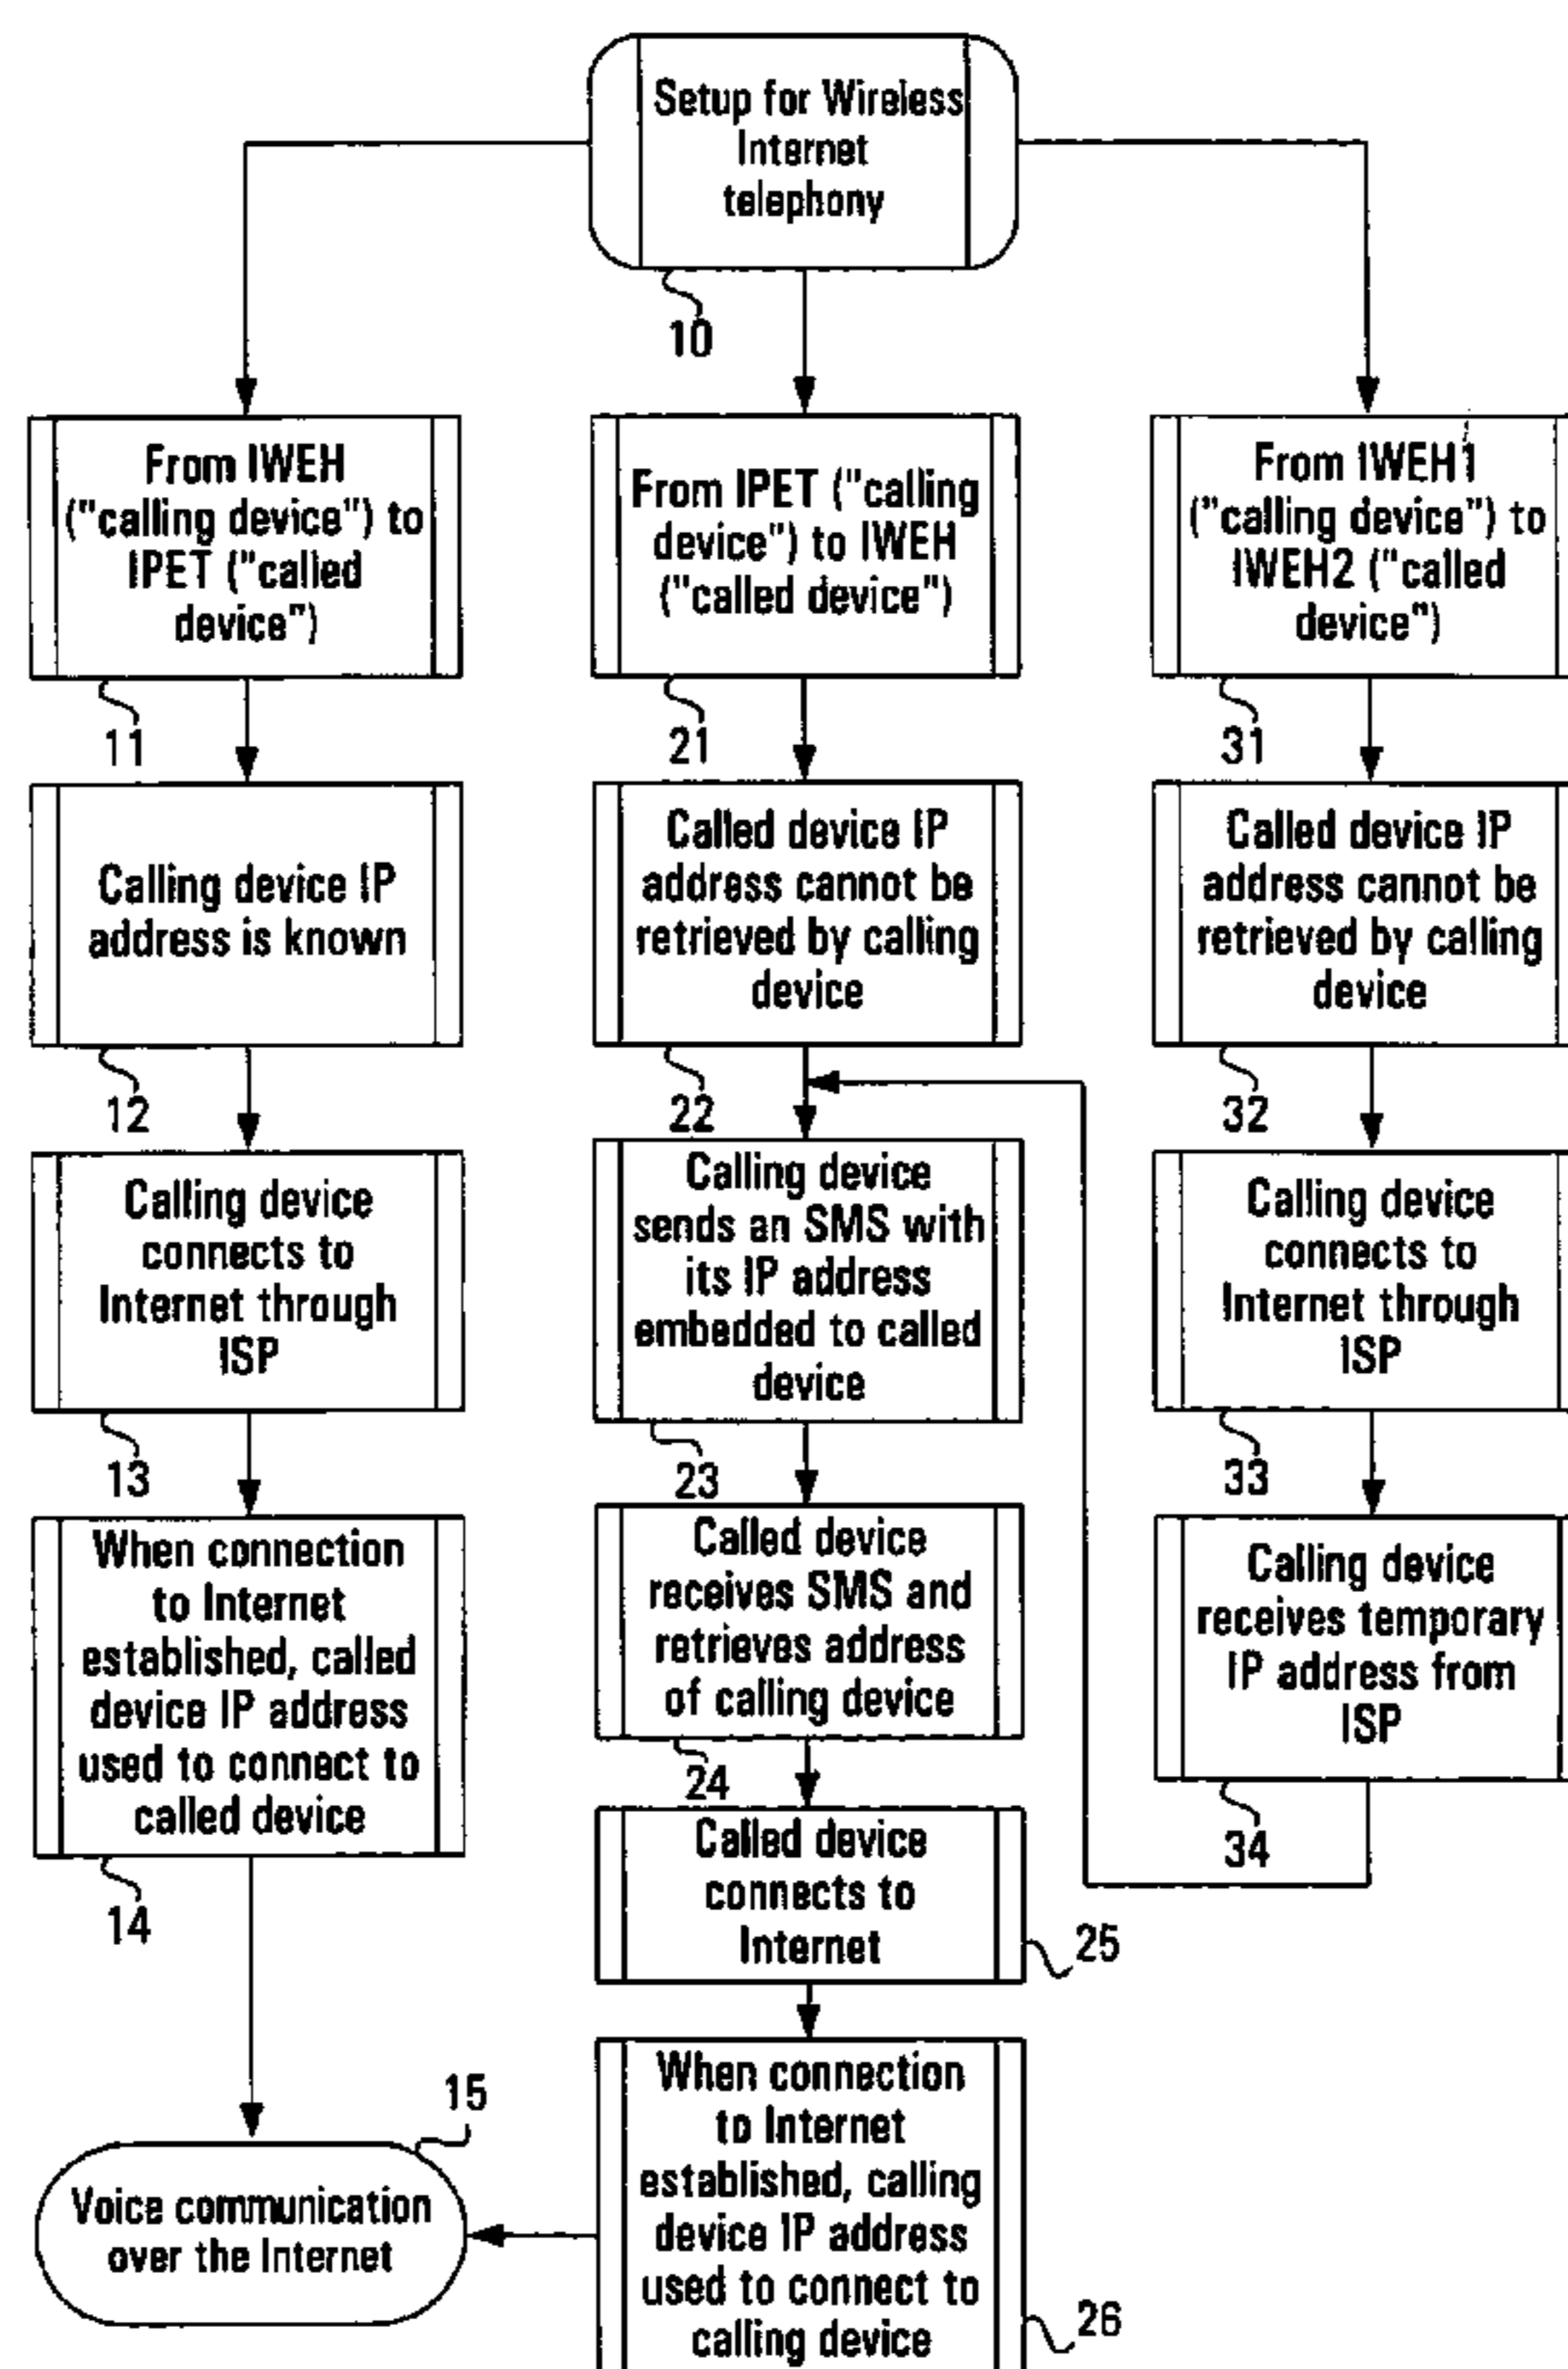 Setup for Wireless
Internet
telephony
10
From IWEH
("calling device") to
IPET ("called
device")
11
Calling device IP
address is known
12
Calling device
connects to
Internet through
ISP
13
When connection
to Internet
established, called
device IP address
used to connect to
called device
14
15
Voice communication
over the Internet
From IPET ("calling
device") to IWEH
("called device")
21
Called device IP
address cannot be
retrieved by calling
device
22
Calling device
sends an SMS with
its IP address
embedded to called
device
23
Called device
receives SMS and
retrieves address
of calling device
24
Called device
connects to
Internet
25
When connection
to Internet
established, calling
device IP address
used to connect to
calling device
26
From IWEH1
("calling device") to
IWEH2 ("called
device")
31
Called device IP
address cannot be
retrieved by calling
device
32
Calling device
connects to
Internet through
ISP
33
Calling device
receives temporary
IP address from
ISP
34